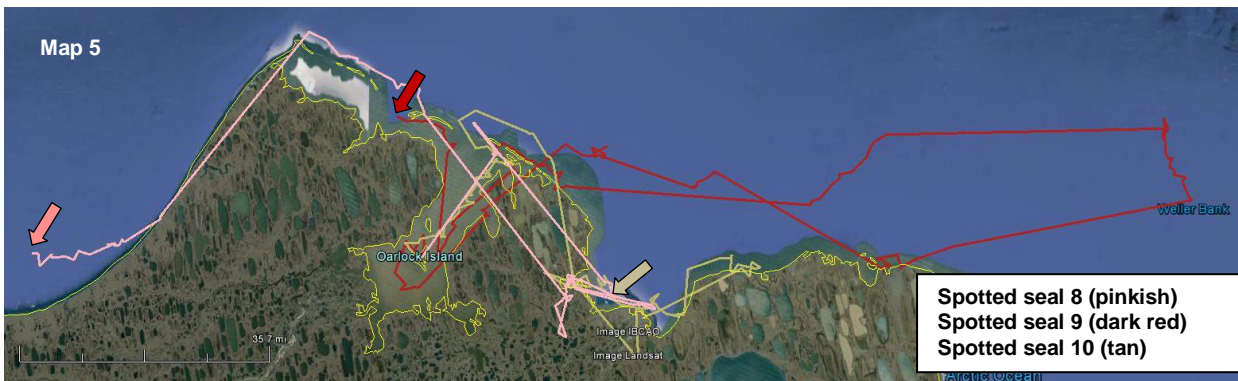 Map 5
Oarlock Island
Weller Bank
35.7 mi
Image IBCAO
Image Landsat
Spotted seal 8 (pinkish)
Spotted seal 9 (dark red)
Spotted seal 10 (tan)
Arctic Ocean